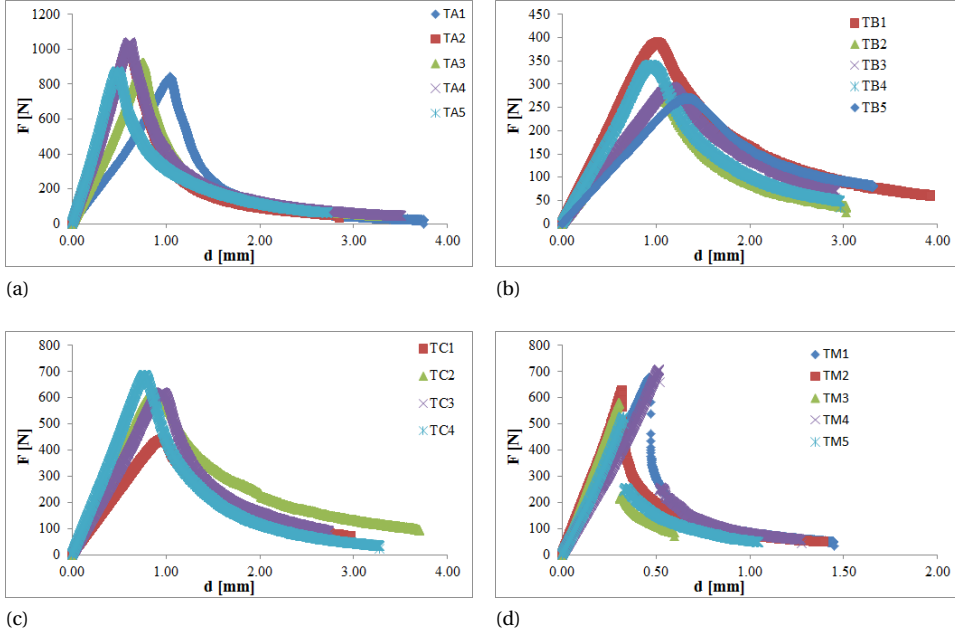 1200
1000
800
600
400
200
0
F [N]
0.00 1.00 2.00 3.00 4.00
d [mm]
TA1
TA2
TA3
TA4
TA5
(a)
450
400
350
300
250
200
150
100
50
0
F [N]
0.00 1.00 2.00 3.00 4.00
d [mm]
TB1
TB2
TB3
TB4
TB5
(b)
800
700
600
500
400
300
200
100
0
F [N]
0.00 1.00 2.00 3.00 4.00
d [mm]
TC1
TC2
TC3
TC4
(c)
800
700
600
500
400
300
200
100
0
F [N]
0.00 0.50 1.00 1.50 2.00
d [mm]
TM1
TM2
TM3
TM4
TM5
(d)